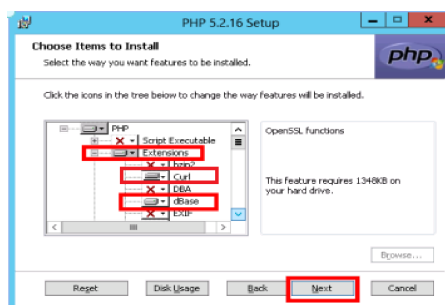 PHP 5.2.16 Setup
Choose Items to Install
Select the way you want features to be installed.
php
Click the icons in the tree below to change the way features will be installed.
PHP
Script Executable
Extensions
bzip2
Curl
DBA
dBase
EXIF
OpenSSL functions
This feature requires 1348KB on
your hard drive.
Browse...
Reset
Disk Usage
Back
Next
Cancel